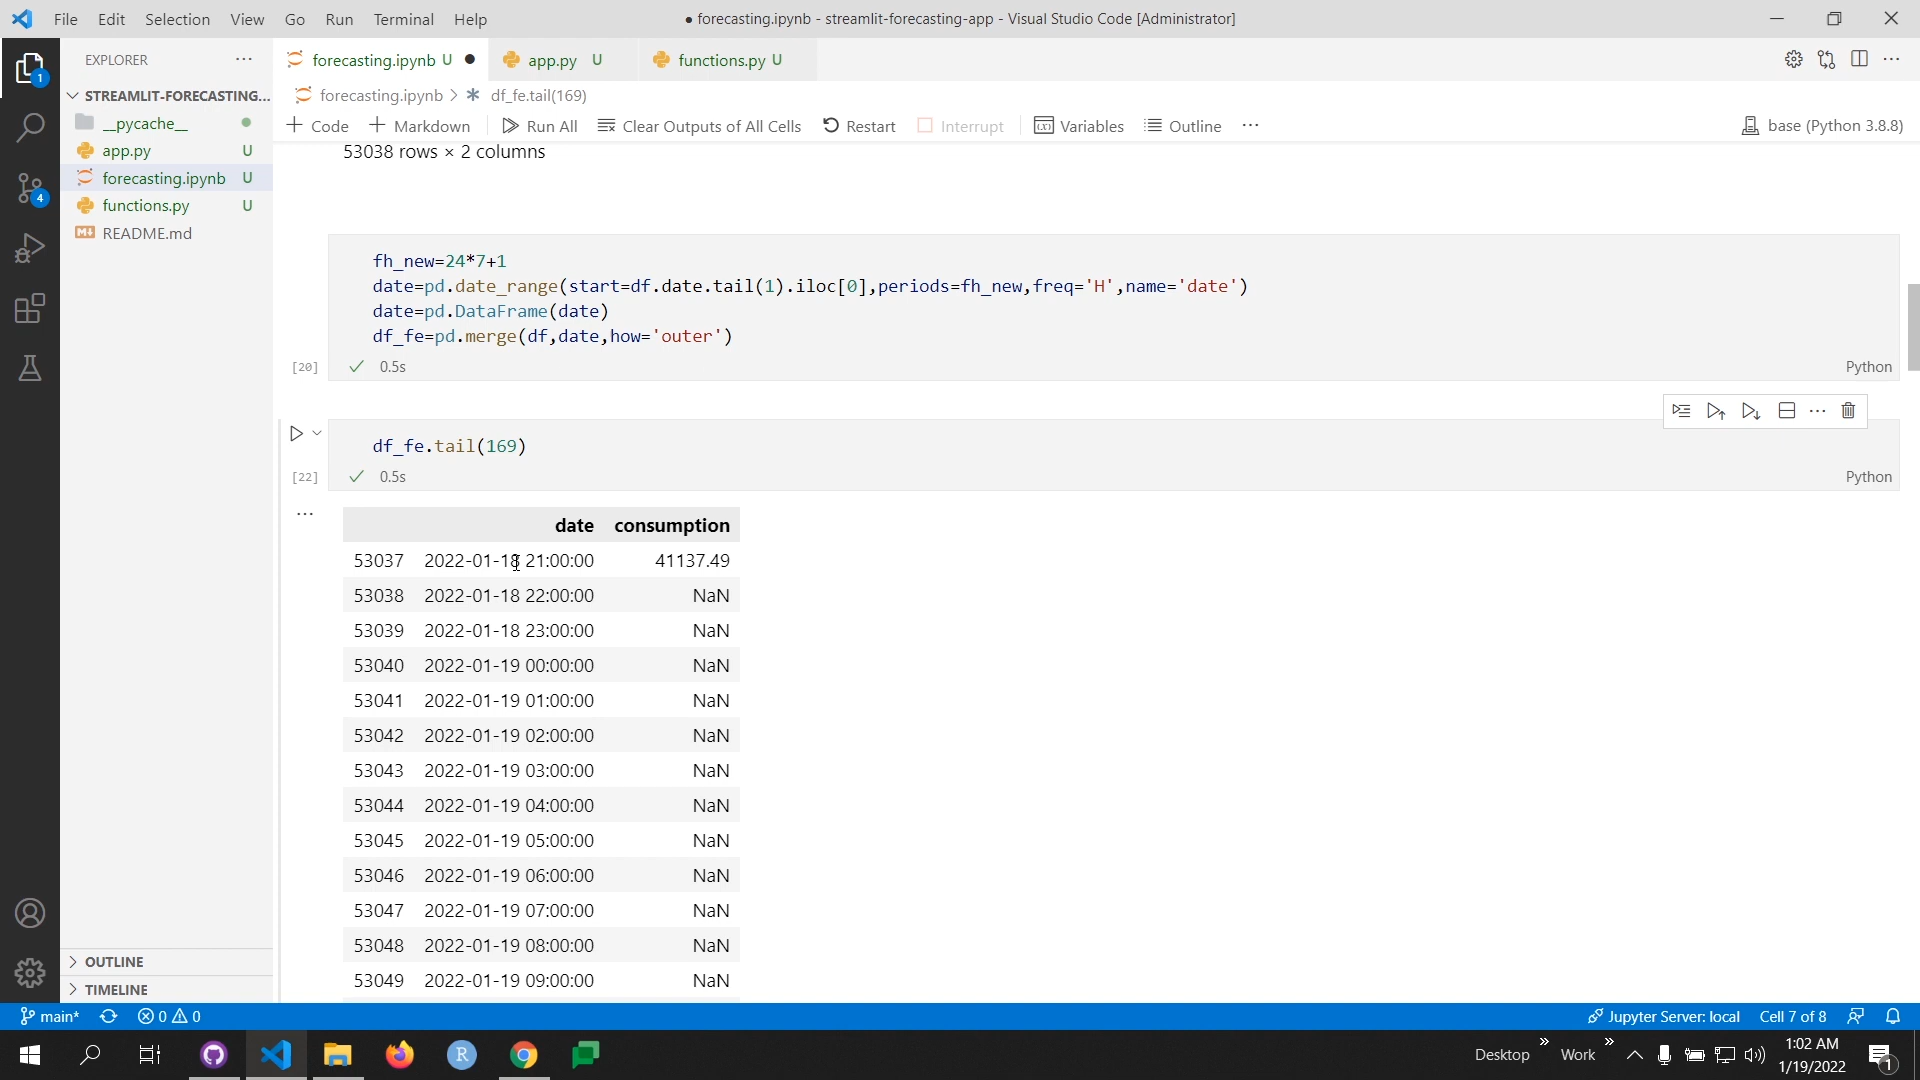 File Edit Selection View Go Run Terminal Help
● forecasting.ipynb - streamlit-forecasting-app - Visual Studio Code [Administrator]
EXPLORER ···
forecasting.ipynb U ●
app.py U
functions.py U
STREAMLIT-FORECASTING...
__pycache__
app.py U
forecasting.ipynb U
functions.py U
README.md
OUTLINE
TIMELINE
1
4
forecasting.ipynb > df_fe.tail(169)
+ Code + Markdown Run All Clear Outputs of All Cells Restart Interrupt Variables Outline ···
base (Python 3.8.8)
53038 rows × 2 columns
fh_new=24*7+1
date=pd.date_range(start=df.date.tail(1).iloc[0],periods=fh_new,freq='H',name='date')
date=pd.DataFrame(date)
df_fe=pd.merge(df,date,how='outer')
[20] ✓ 0.5s Python
df_fe.tail(169)
[22] ✓ 0.5s Python
date consumption
53037 2022-01-18 21:00:00 41137.49
53038 2022-01-18 22:00:00 NaN
53039 2022-01-18 23:00:00 NaN
53040 2022-01-19 00:00:00 NaN
53041 2022-01-19 01:00:00 NaN
53042 2022-01-19 02:00:00 NaN
53043 2022-01-19 03:00:00 NaN
53044 2022-01-19 04:00:00 NaN
53045 2022-01-19 05:00:00 NaN
53046 2022-01-19 06:00:00 NaN
53047 2022-01-19 07:00:00 NaN
53048 2022-01-19 08:00:00 NaN
53049 2022-01-19 09:00:00 NaN
main* 0 0
Jupyter Server: local Cell 7 of 8
R
Desktop » Work »
1:02 AM
1/19/2022
1